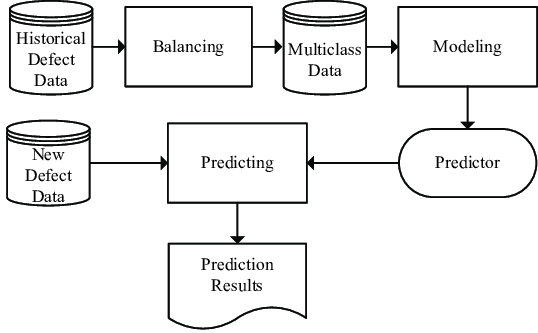 Historical
Defect
Data
Balancing
Multiclass
Data
Modeling
New
Defect
Data
Predicting
Predictor
Prediction
Results